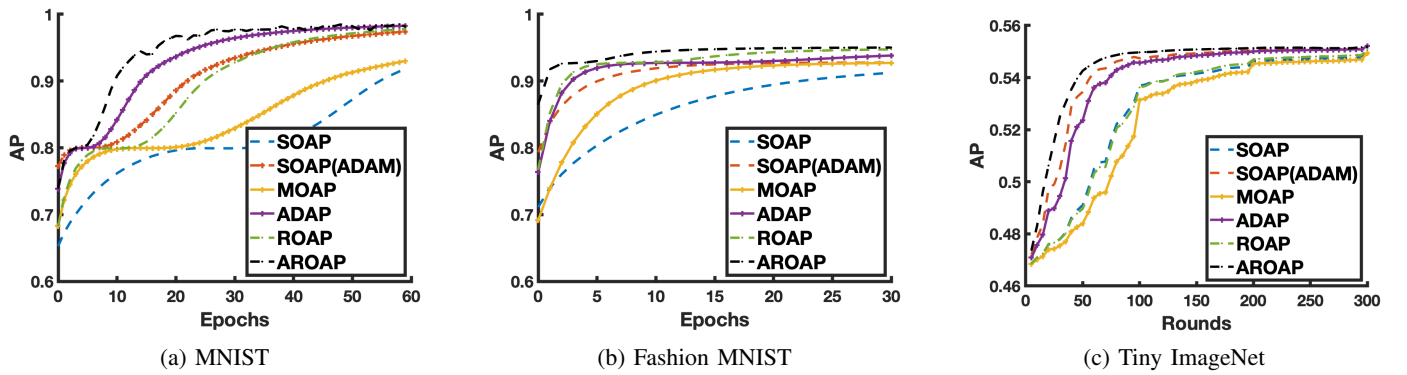 1
0.9
0.8
0.7
0.6
AP
0
10
20
30
40
50
60
Epochs
SOAP
SOAP(ADAM)
MOAP
ADAP
ROAP
AROAP
(a) MNIST
1
0.9
0.8
0.7
0.6
AP
0
5
10
15
20
25
30
Epochs
SOAP
SOAP(ADAM)
MOAP
ADAP
ROAP
AROAP
(b) Fashion MNIST
0.56
0.54
0.52
0.5
0.48
0.46
AP
0
50
100
150
200
250
300
Rounds
SOAP
SOAP(ADAM)
MOAP
ADAP
ROAP
AROAP
(c) Tiny ImageNet